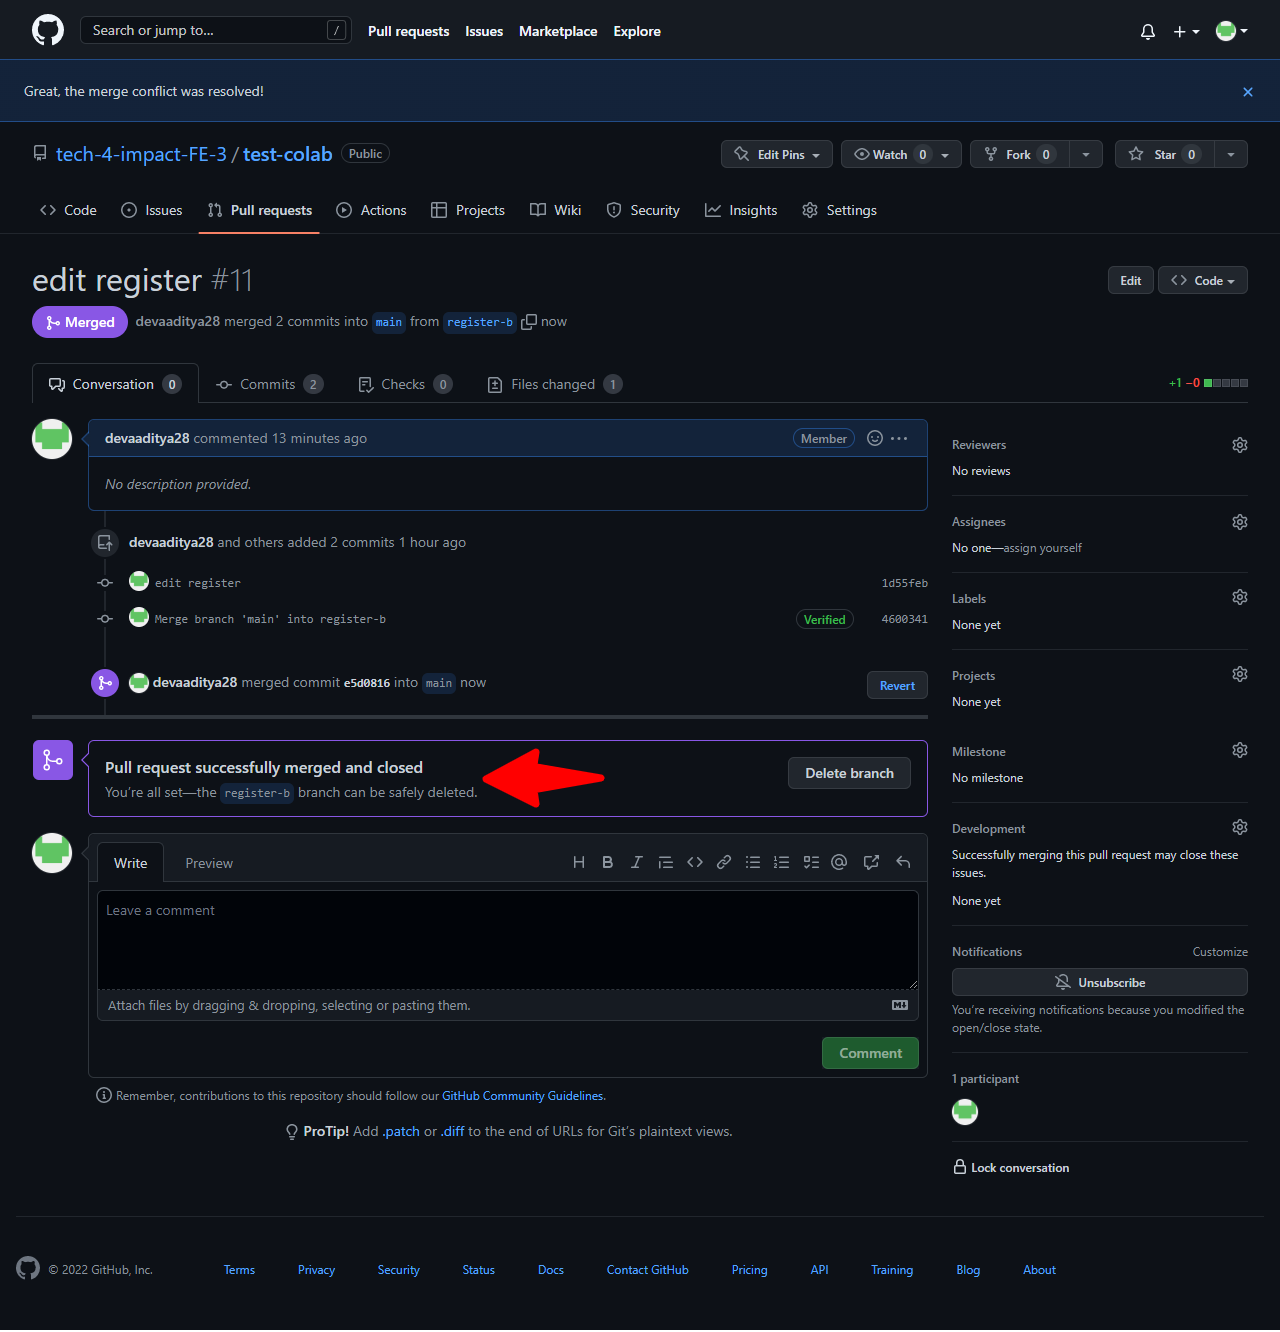 Search or jump to... /
Pull requests Issues Marketplace Explore
Great, the merge conflict was resolved!
tech-4-impact-FE-3 / test-colab Public
Edit Pins Watch 0 Fork 0 Star 0
Code Issues Pull requests Actions Projects Wiki Security Insights Settings
edit register #11
Edit Code
Merged devaaditya28 merged 2 commits into main from register-b now
Conversation 0 Commits 2 Checks 0 Files changed 1 +1 −0
devaaditya28 commented 13 minutes ago Member
No description provided.
devaaditya28 and others added 2 commits 1 hour ago
edit register 1d55feb
Merge branch 'main' into register-b Verified 4600341
devaaditya28 merged commit e5d0816 into main now Revert
Pull request successfully merged and closed
You're all set—the register-b branch can be safely deleted.
Delete branch
Write Preview
Leave a comment
Attach files by dragging & dropping, selecting or pasting them.
Comment
Remember, contributions to this repository should follow our GitHub Community Guidelines.
ProTip! Add .patch or .diff to the end of URLs for Git's plaintext views.
Reviewers
No reviews
Assignees
No one—assign yourself
Labels
None yet
Projects
None yet
Milestone
No milestone
Development
Successfully merging this pull request may close these
issues.
None yet
Notifications Customize
Unsubscribe
You're receiving notifications because you modified the
open/close state.
1 participant
Lock conversation
© 2022 GitHub, Inc. Terms Privacy Security Status Docs Contact GitHub Pricing API Training Blog About